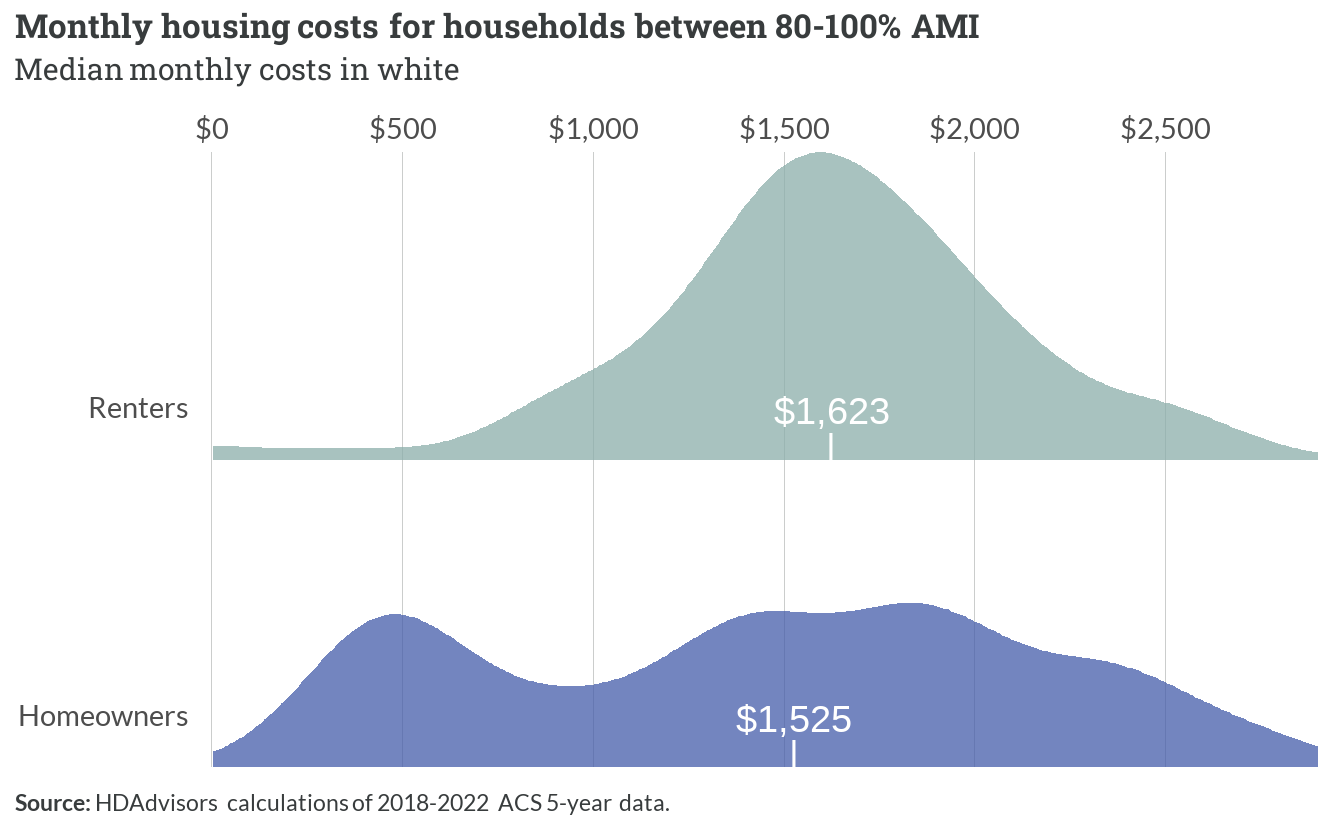 Monthly housing costs for households between 80-100% AMI
Median monthly costs in white
$0 $500 $1,000 $1,500 $2,000 $2,500
Renters
$1,623
Homeowners
$1,525
Source: HDAdvisors calculations of 2018-2022 ACS 5-year data.